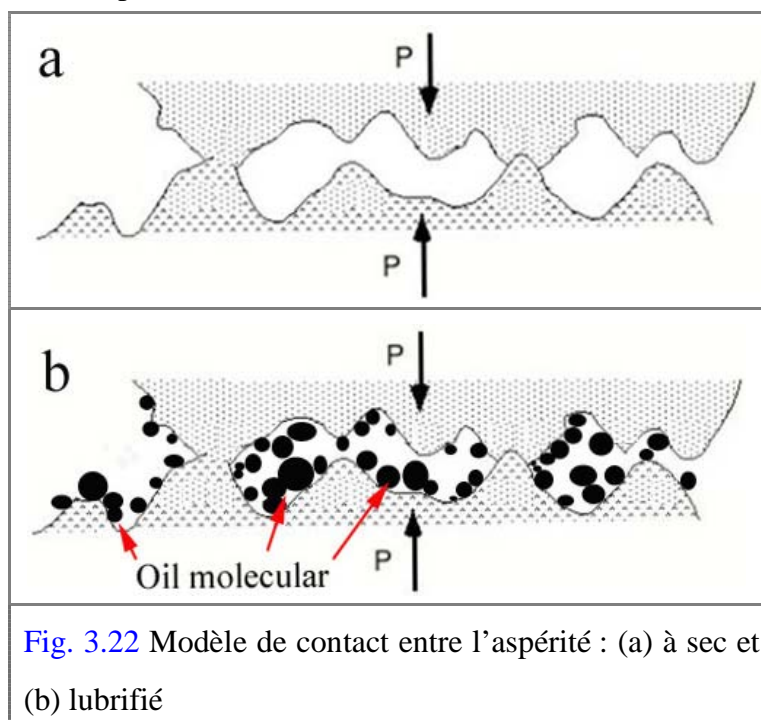 a
P
P
b
P
Oil molecular
P
Fig. 3.22 Modèle de contact entre l’aspérité : (a) à sec et
(b) lubrifié